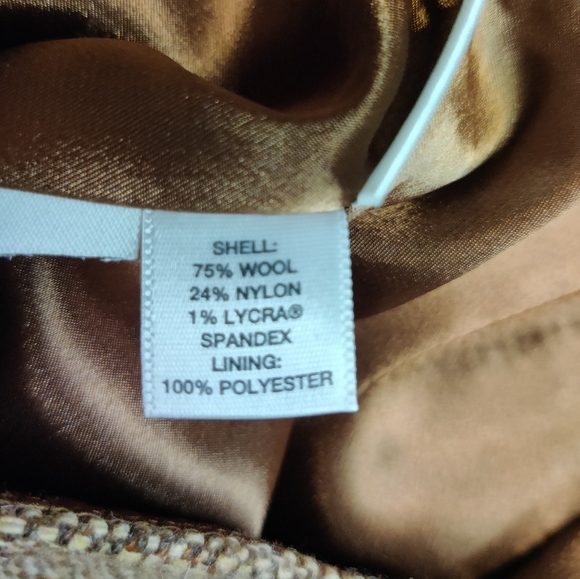 SHELL:
75% WOOL
24% NYLON
1% LYCRA®
SPANDEX
LINING:
100% POLYESTER